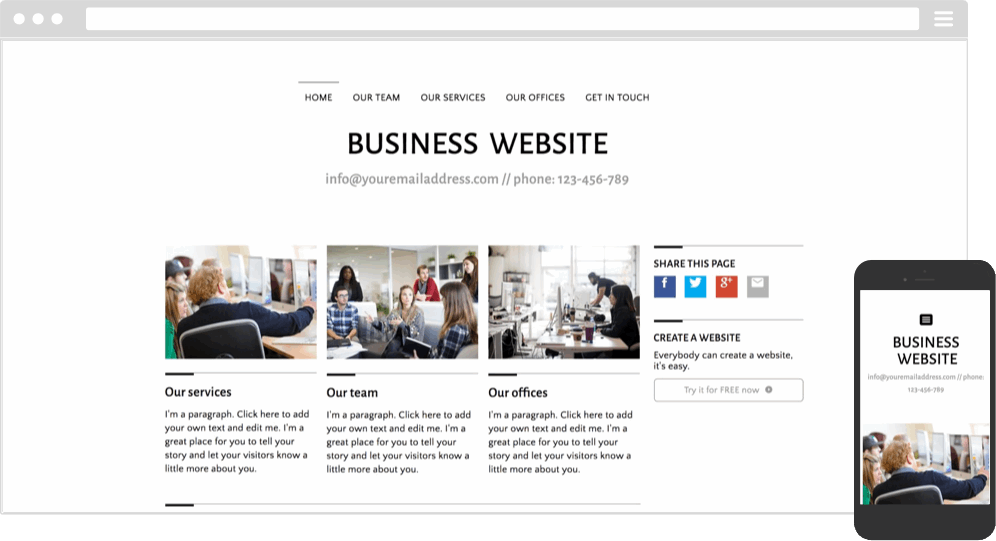 HOME OUR TEAM OUR SERVICES OUR OFFICES GET IN TOUCH
BUSINESS WEBSITE
info@youremailaddress.com // phone: 123-456-789
Our services
I'm a paragraph. Click here to add
your own text and edit me. I'm a
great place for you to tell your
story and let your visitors know a
little more about you.
Our team
I'm a paragraph. Click here to add
your own text and edit me. I'm a
great place for you to tell your
story and let your visitors know a
little more about you.
Our offices
I'm a paragraph. Click here to add
your own text and edit me. I'm a
great place for you to tell your
story and let your visitors know a
little more about you.
SHARE THIS PAGE
f g+
CREATE A WEBSITE
Everybody can create a website,
it's easy.
Try it for FREE now
BUSINESS
WEBSITE
info@youremailaddress.com // phone:
123-456-789